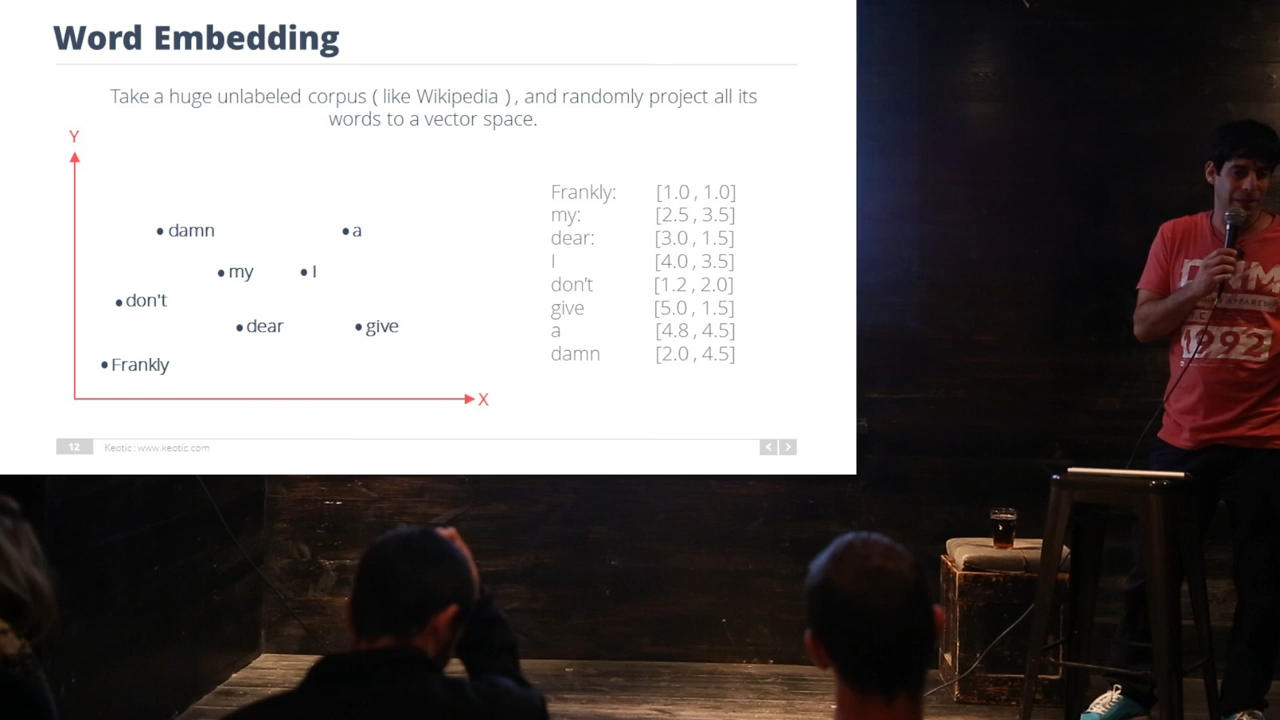 Word Embedding
Take a huge unlabeled corpus ( like Wikipedia ) , and randomly project all its
words to a vector space.
Y
damn
a
my
I
don't
dear
give
Frankly
X
Frankly: [1.0 , 1.0]
my: [2.5 , 3.5]
dear: [3.0 , 1.5]
I [4.0 , 3.5]
don't [1.2 , 2.0]
give [5.0 , 1.5]
a [4.8 , 4.5]
damn [2.0 , 4.5]
12 Keotic : www.keotic.com
1992